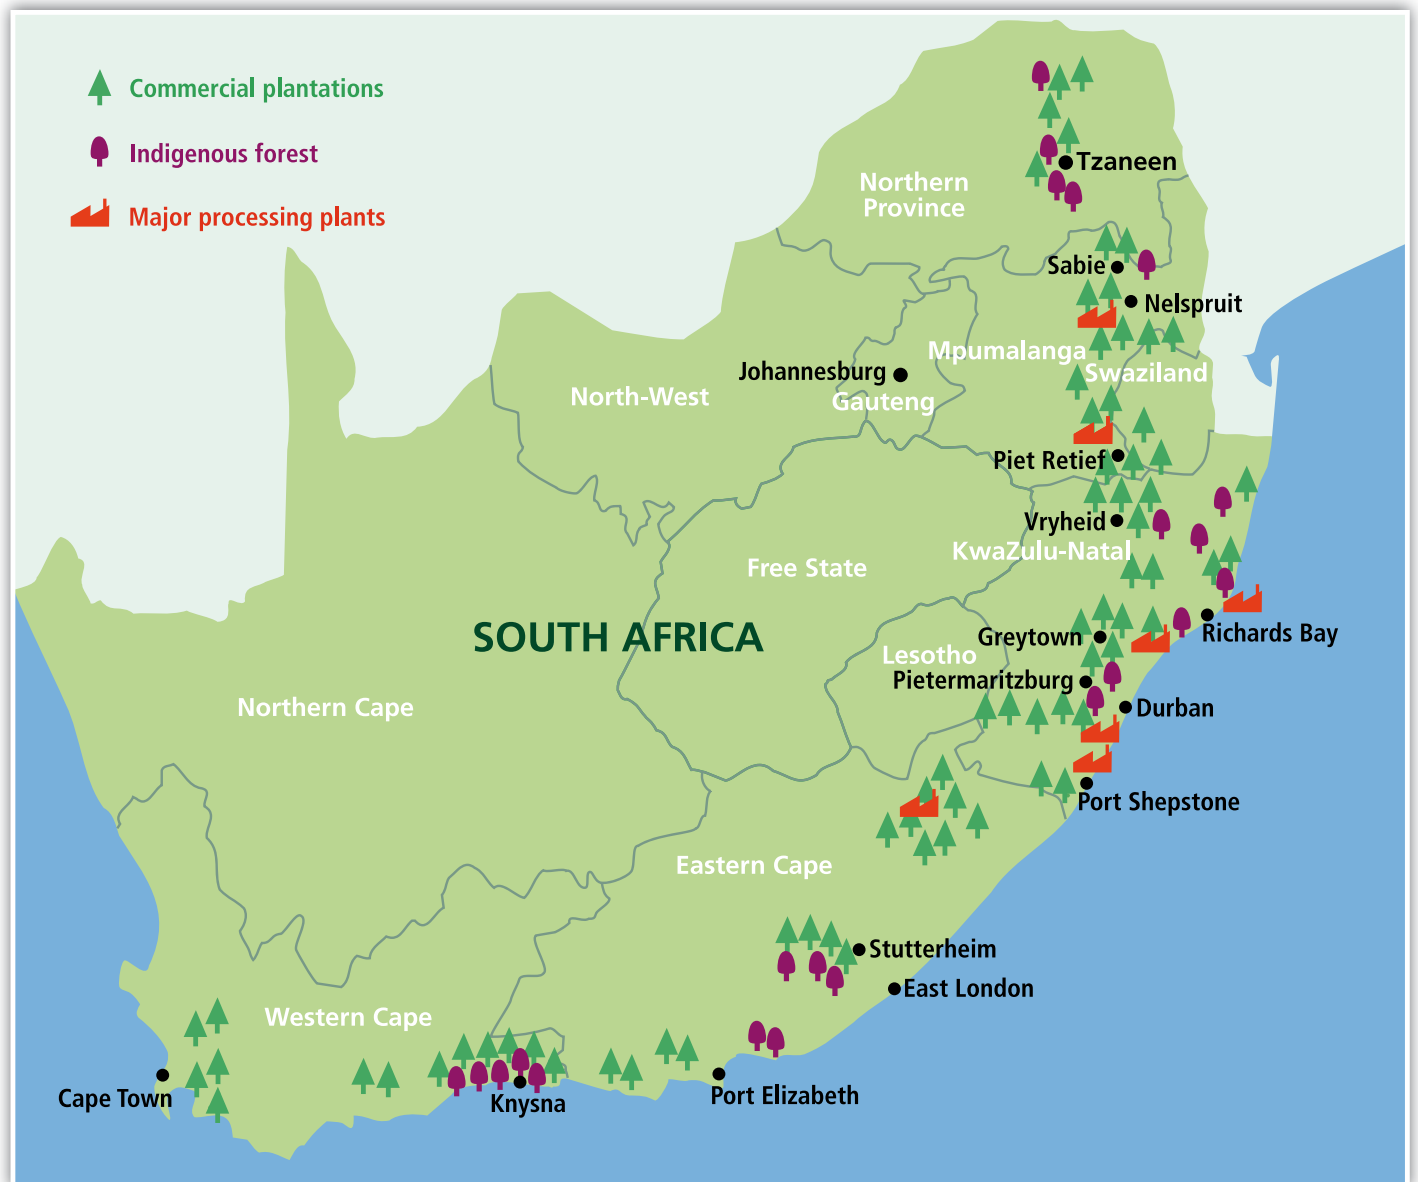 Commercial plantations
Indigenous forest
Major processing plants
Tzaneen
Northern
Province
Sabie
Nelspruit
Mpumalanga
Swaziland
Johannesburg
Gauteng
North-West
Piet Retief
Vryheid
KwaZulu-Natal
Free State
SOUTH AFRICA
Greytown
Richards Bay
Lesotho
Pietermaritzburg
Durban
Northern Cape
Port Shepstone
Eastern Cape
Stutterheim
East London
Western Cape
Cape Town
Knysna
Port Elizabeth